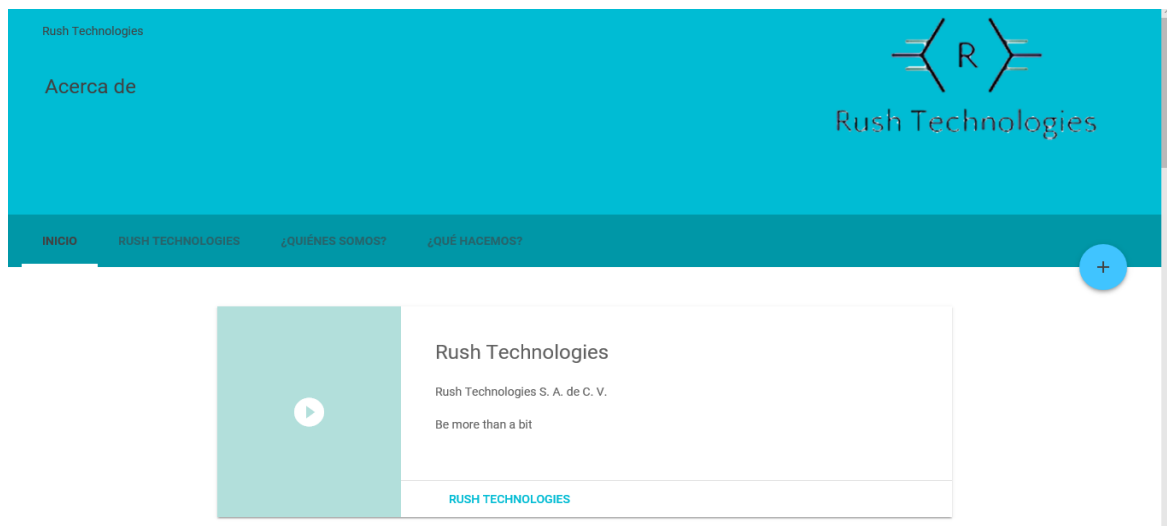 Rush Technologies
Acerca de
R
Rush Technologies
INICIO RUSH TECHNOLOGIES ¿QUIÉNES SOMOS? ¿QUÉ HACEMOS?
+
Rush Technologies
Rush Technologies S. A. de C. V.
Be more than a bit
RUSH TECHNOLOGIES